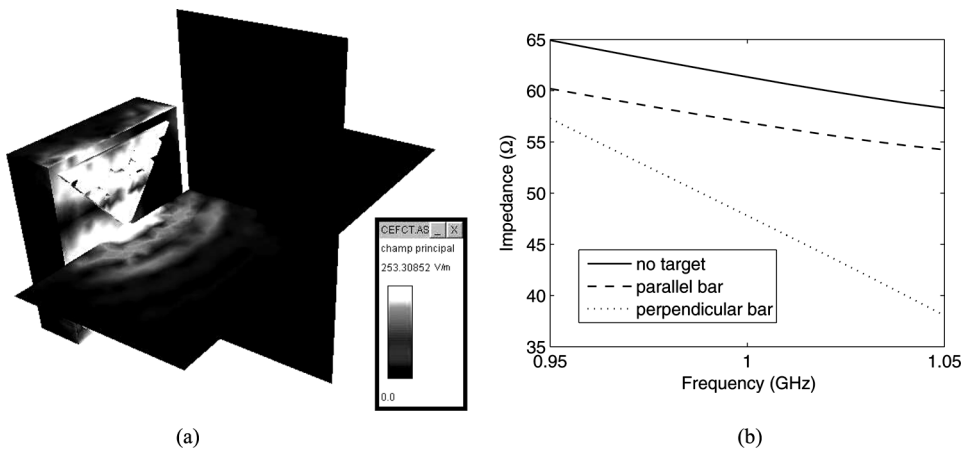 CEFCT.AS _ X
champ principal
253.30852 V/m
0.0
(a)
65
60
55
50
45
40
35
Impedance (Ω)
no target
parallel bar
perpendicular bar
0.95
1
1.05
Frequency (GHz)
(b)